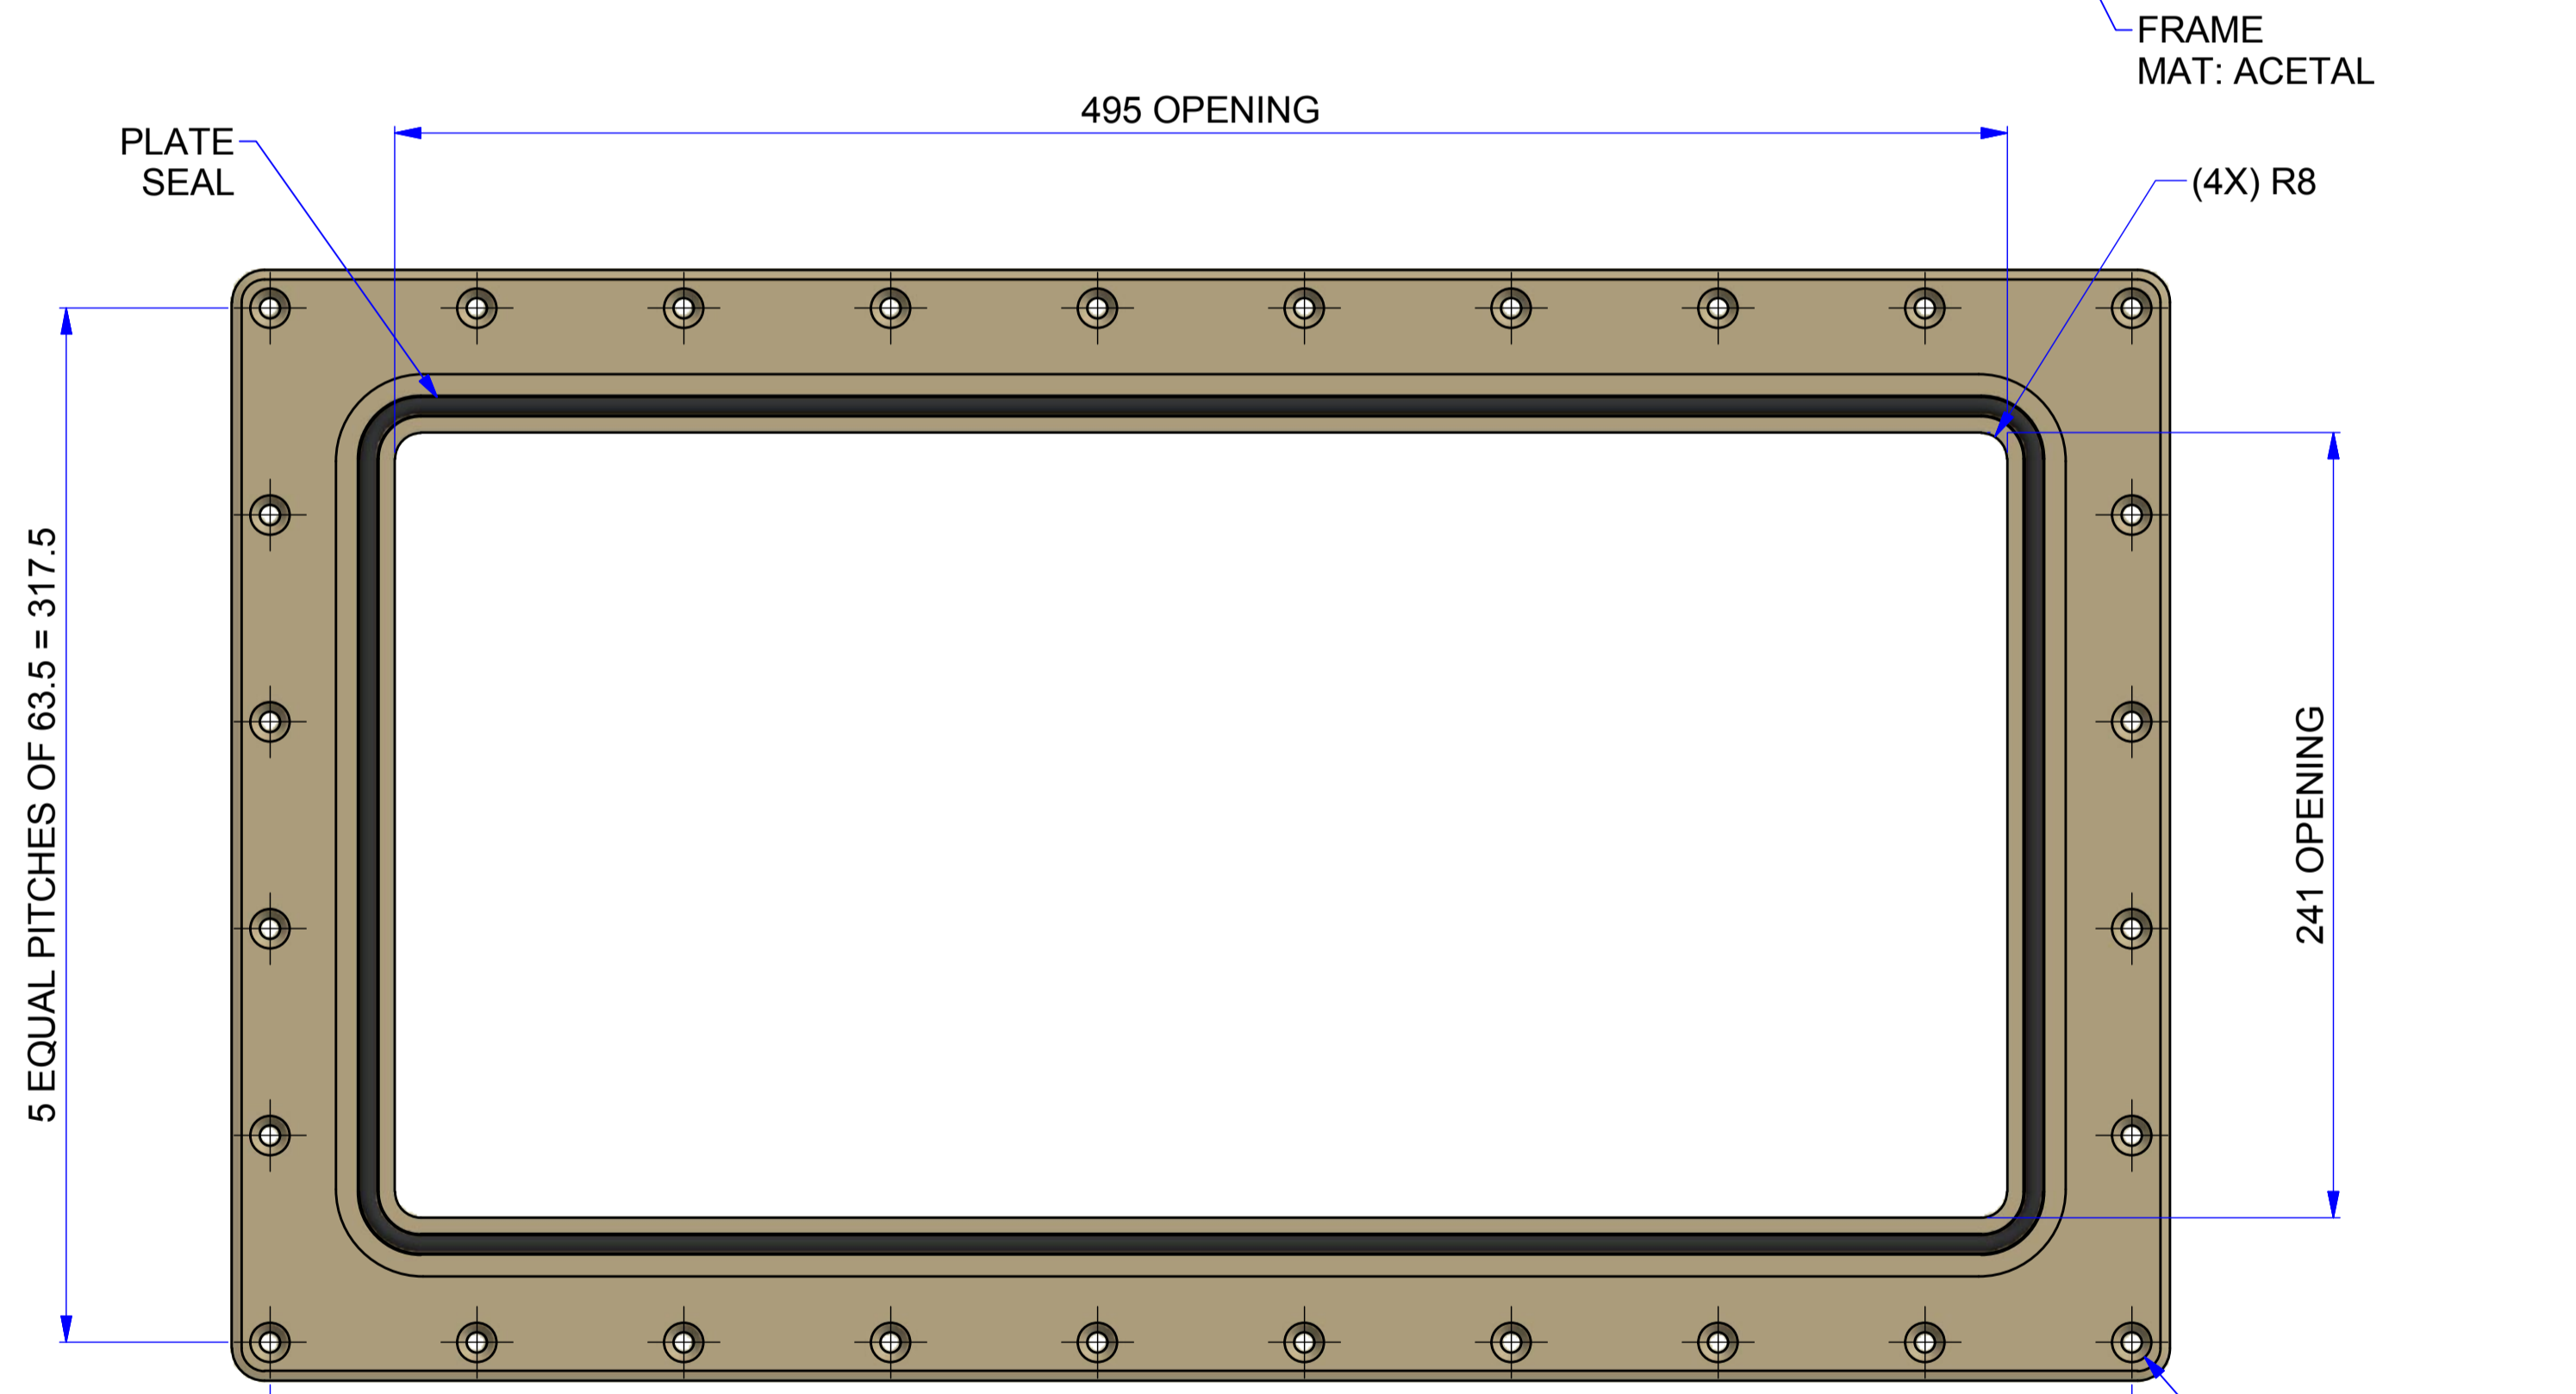 FRAME
MAT: ACETAL
495 OPENING
PLATE
SEAL
(4X) R8
5 EQUAL PITCHES OF 63.5 = 317.5
241 OPENING